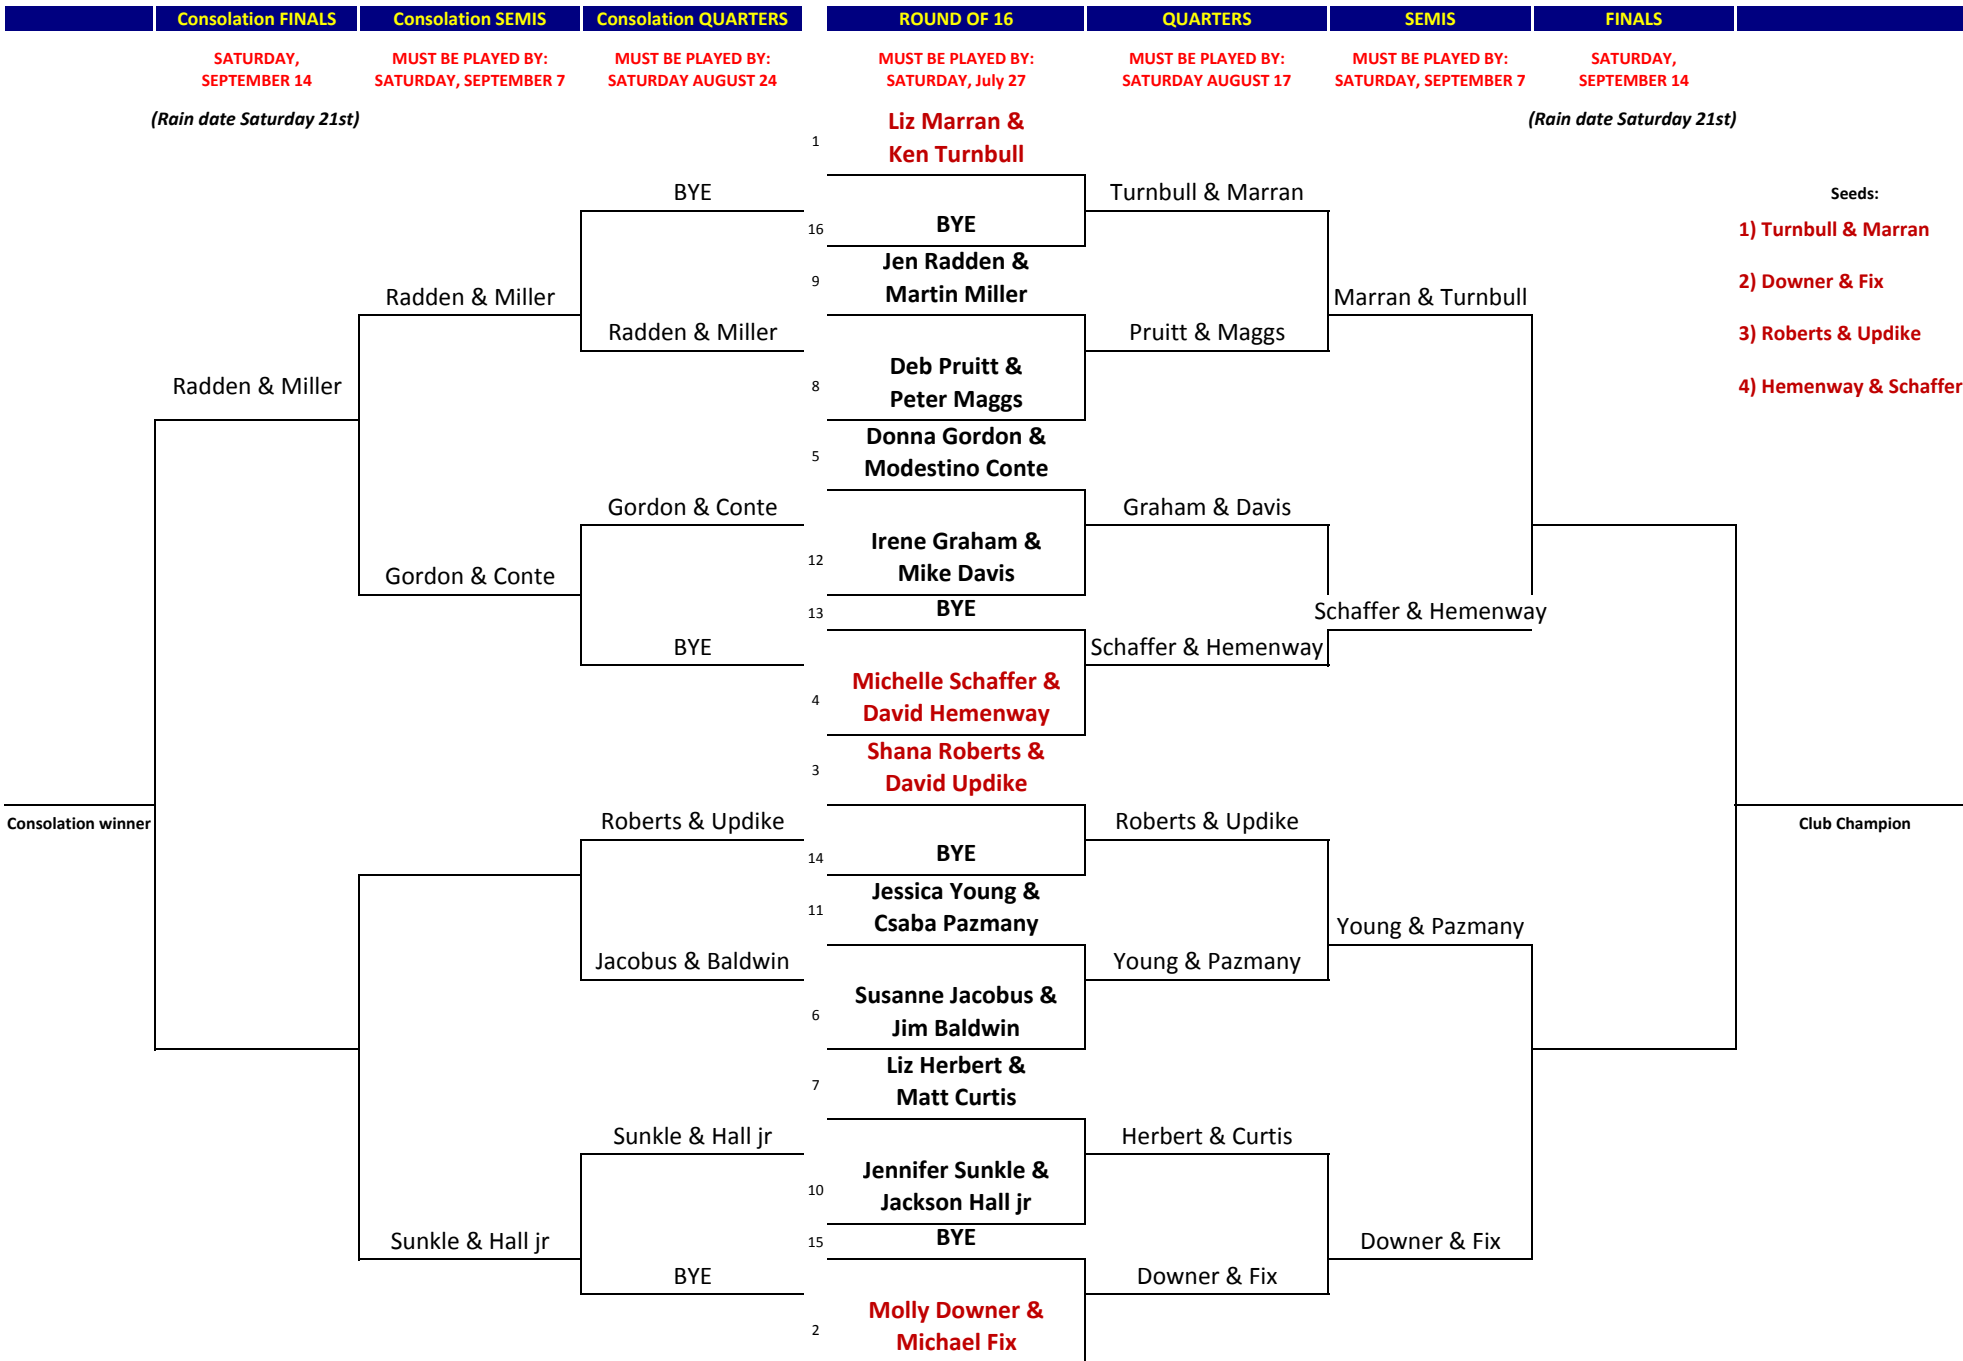 Consolation FINALS Consolation SEMIS Consolation QUARTERS ROUND OF 16 QUARTERS SEMIS FINALS
SATURDAY, MUST BE PLAYED BY: MUST BE PLAYED BY: MUST BE PLAYED BY: MUST BE PLAYED BY: MUST BE PLAYED BY: SATURDAY,
SEPTEMBER 14 SATURDAY, SEPTEMBER 7 SATURDAY AUGUST 24 SATURDAY, July 27 SATURDAY AUGUST 17 SATURDAY, SEPTEMBER 7 SEPTEMBER 14
(Rain date Saturday 21st) Liz Marran & (Rain date Saturday 21st)
1 Ken Turnbull
BYE Turnbull & Marran Seeds:
16 BYE 1) Turnbull & Marran
Jen Radden &
9 Martin Miller 2) Downer & Fix
Radden & Miller Marran & Turnbull
Radden & Miller Pruitt & Maggs 3) Roberts & Updike
Deb Pruitt &
Radden & Miller 8 Peter Maggs 4) Hemenway & Schaffer
Donna Gordon &
5 Modestino Conte
Gordon & Conte Graham & Davis
Irene Graham &
12 Mike Davis
Gordon & Conte
13 BYE Schaffer & Hemenway
BYE Schaffer & Hemenway
Michelle Schaffer &
4 David Hemenway
Shana Roberts &
3 David Updike
Consolation winner Roberts & Updike Roberts & Updike Club Champion
14 BYE
Jessica Young &
11 Csaba Pazmany
Young & Pazmany
Jacobus & Baldwin Young & Pazmany
Susanne Jacobus &
6 Jim Baldwin
Liz Herbert &
7 Matt Curtis
Sunkle & Hall jr Herbert & Curtis
Jennifer Sunkle &
10 Jackson Hall jr
Sunkle & Hall jr 15 BYE Downer & Fix
BYE Downer & Fix
Molly Downer &
2 Michael Fix